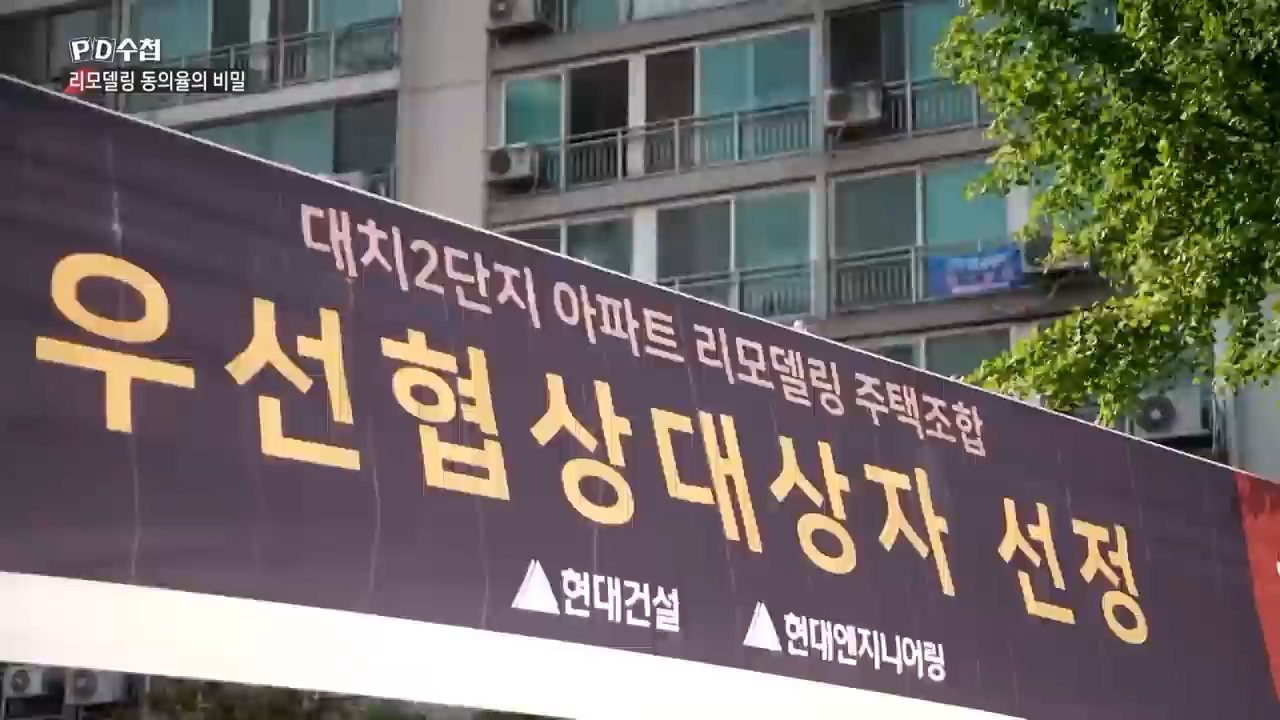 PD수첩
리모델링 동의율의 비밀
대치2단지 아파트 리모델링 주택조합
우선협상대상자 선정
현대건설
현대엔지니어링